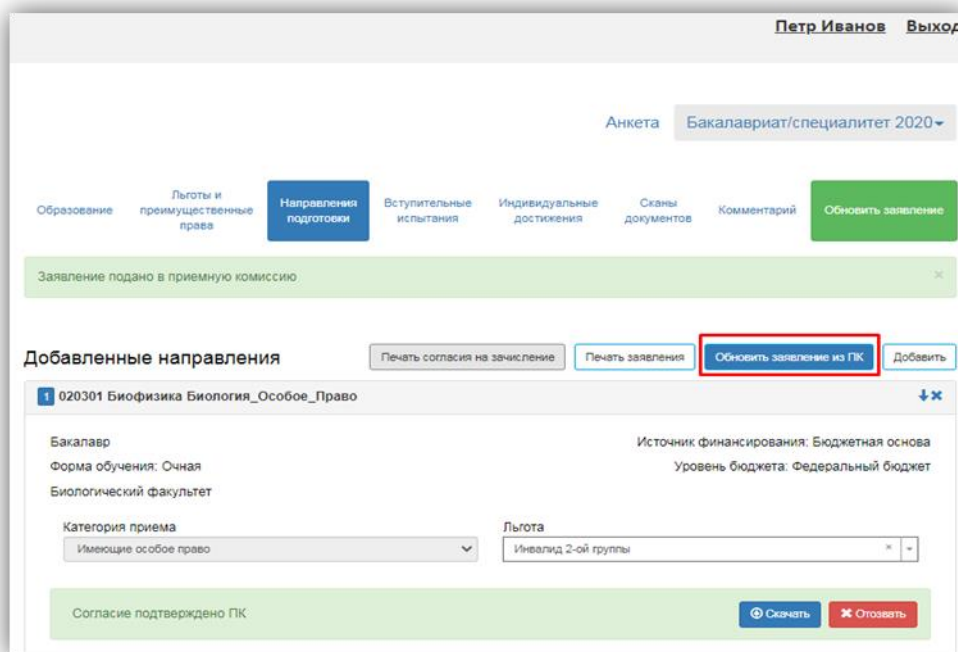 Петр Иванов Выход
Анкета Бакалавриат/специалитет 2020
Образование
Льготы и
преимущественные
права
Направления
подготовки
Вступительные
испытания
Индивидуальные
достижения
Сканы
документов
Комментарий
Обновить заявление
Заявление подано в приемную комиссию
Добавленные направления
Печать согласия на зачисление
Печать заявления
Обновить заявление из ПК
Добавить
1 020301 Биофизика Биология_Особое_Право
Бакалавр
Источник финансирования: Бюджетная основа
Форма обучения: Очная
Уровень бюджета: Федеральный бюджет
Биологический факультет
Категория приема
Льгота
Имеющие особое право
Инвалид 2-ой группы
Согласие подтверждено ПК
Скачать
Отозвать